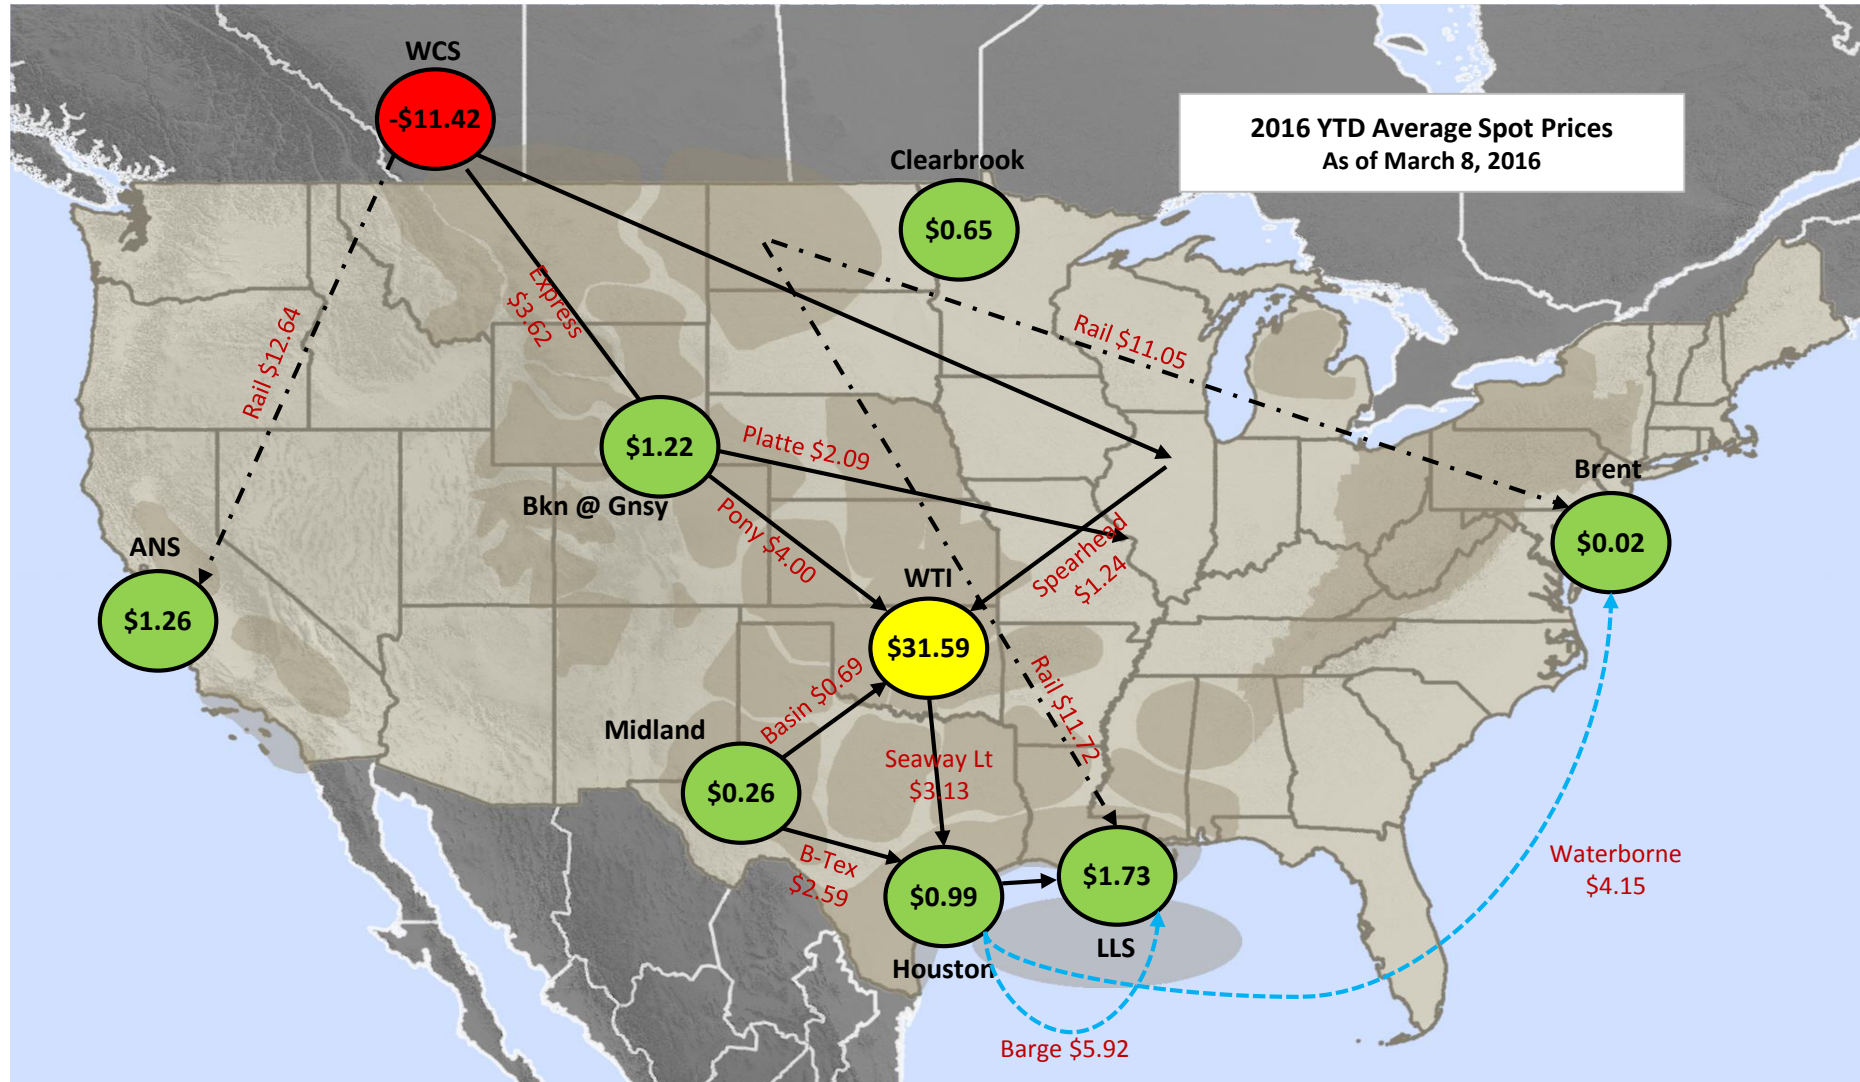 WCS
-$11.42
2016 YTD Average Spot Prices
As of March 8, 2016
Clearbrook
$0.65
Express
$3.62
Rail $12.64
Rail $11.05
$1.22
Platte $2.09
Bkn @ Gnsy
Pony $4.00
Brent
$0.02
ANS
$1.26
Spearhead
$1.24
WTI
$31.59
Rail $11.72
Midland
Basin $0.69
$0.26
Seaway Lt
$3.13
B-Tex
$2.59
$0.99
Houston
$1.73
LLS
Waterborne
$4.15
Barge $5.92